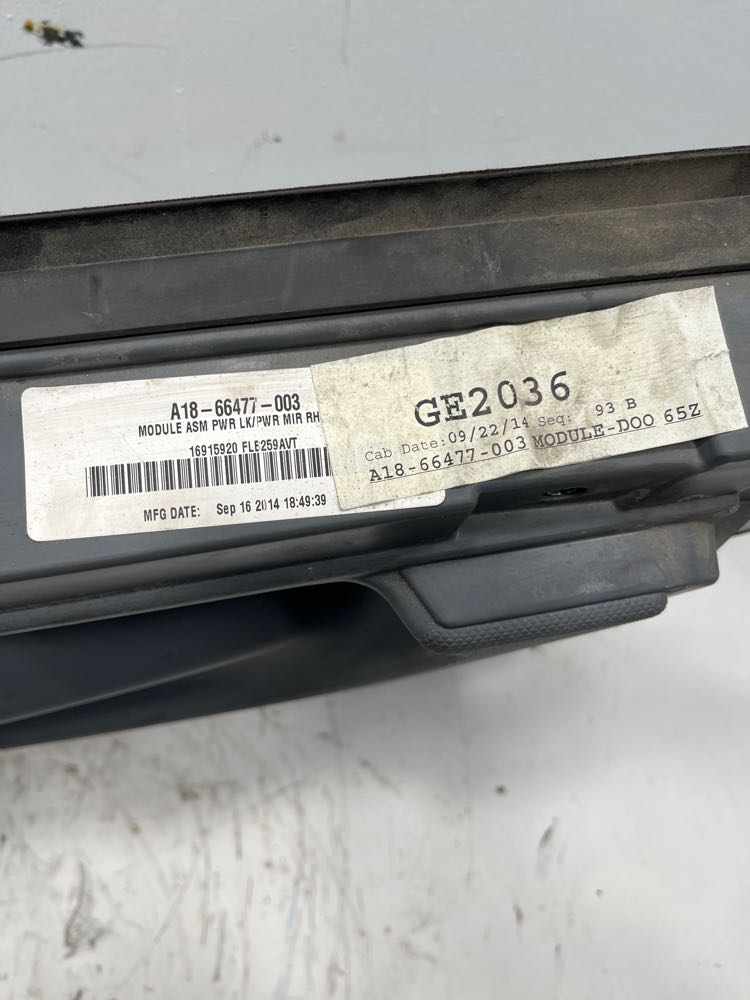 A18-66477-003
MODULE ASM PWR LK/PWR MIR RH
16915920 FLB259AVT
MFG DATE: Sep 16 2014 18:49:39
GE2036
Cab Date:09/22/14 Seq: 93 B
A18-66477-003 MODULE-DOO 65Z